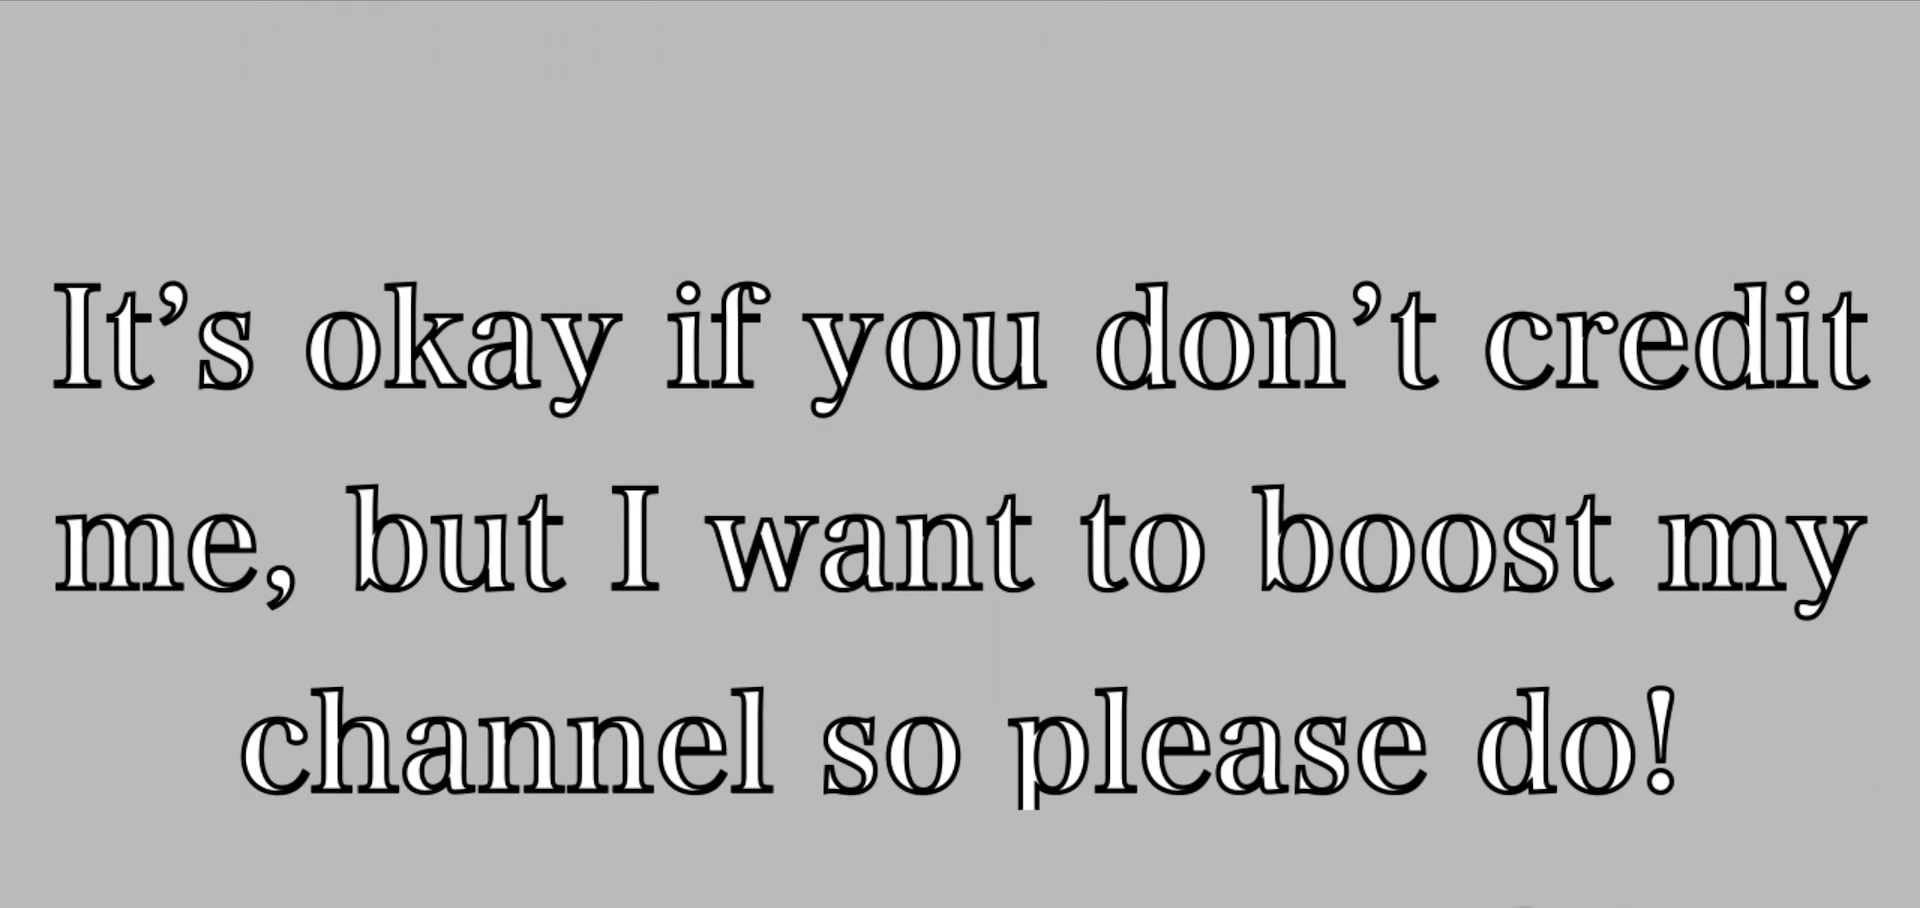 It’s okay if you don’t credit
me, but I want to boost my
channel so please do!